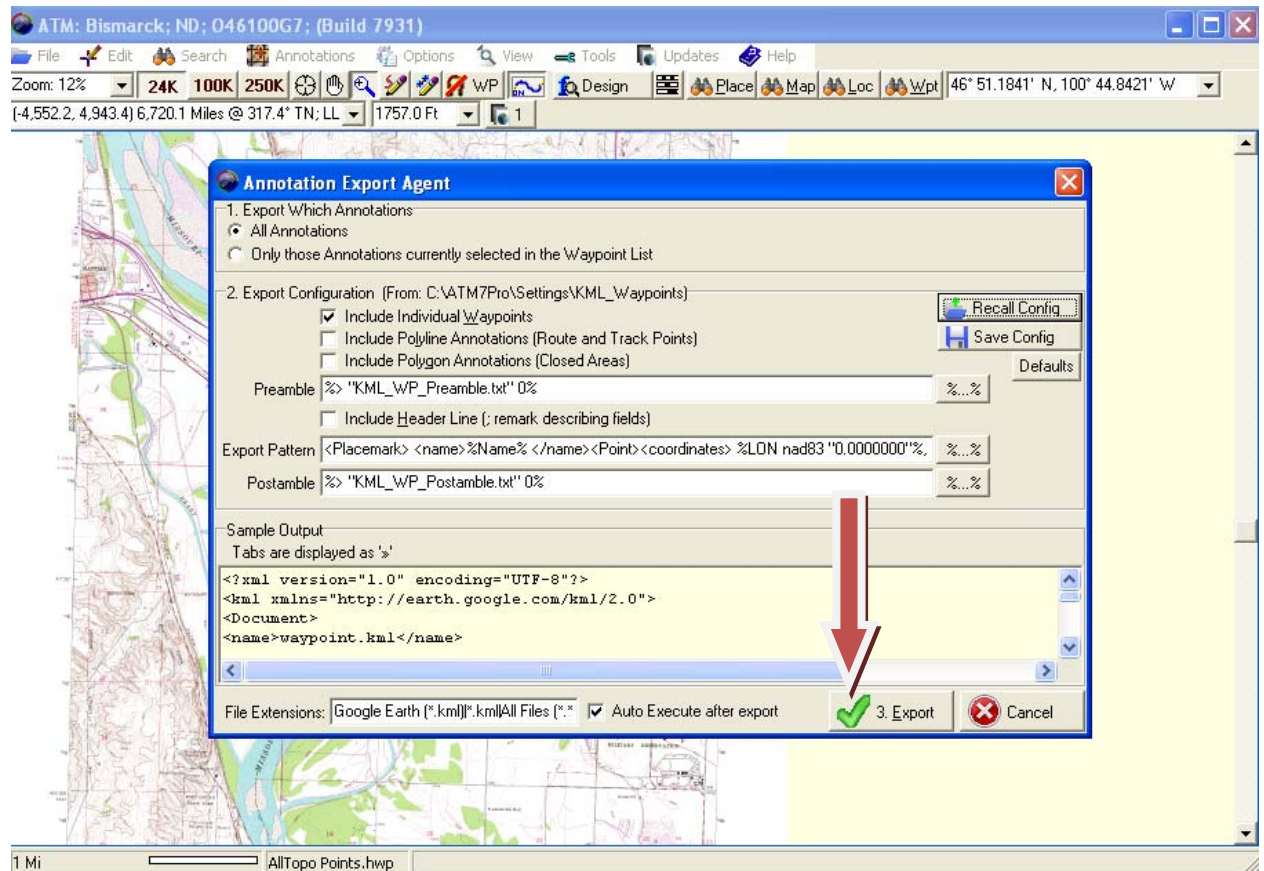 ATM: Bismarck; ND; O46100G7; (Build 7931)
File Edit Search Annotations Options View Tools Updates Help
Zoom: 12% 24K 100K 250K WP Design Place Map Loc Wpt 46° 51.1841' N, 100° 44.8421' W
(-4,552.2, 4,943.4) 6,720.1 Miles @ 317.4° TN; LL 1757.0 Ft 1
Annotation Export Agent
1. Export Which Annotations
All Annotations
Only those Annotations currently selected in the Waypoint List
2. Export Configuration (From: C:\ATM7Pro\Settings\KML_Waypoints)
Recall Config
Include Individual Waypoints
Include Polyline Annotations (Route and Track Points)
Save Config
Include Polygon Annotations (Closed Areas)
Defaults
Preamble %> "KML_WP_Preamble.txt" 0% %...%
Include Header Line (; remark describing fields)
Export Pattern <Placemark> <name>%Name% </name><Point><coordinates> %LON nad83 "0.0000000"%, %...%
Postamble %> "KML_WP_Postamble.txt" 0% %...%
Sample Output
Tabs are displayed as '»'
<?xml version="1.0" encoding="UTF-8"?>
<kml xmlns="http://earth.google.com/kml/2.0">
<Document>
<name>waypoint.kml</name>
File Extensions: Google Earth (*.kml)|*.kml|All Files (*.* Auto Execute after export 3. Export Cancel
1 Mi AllTopo Points.hwp